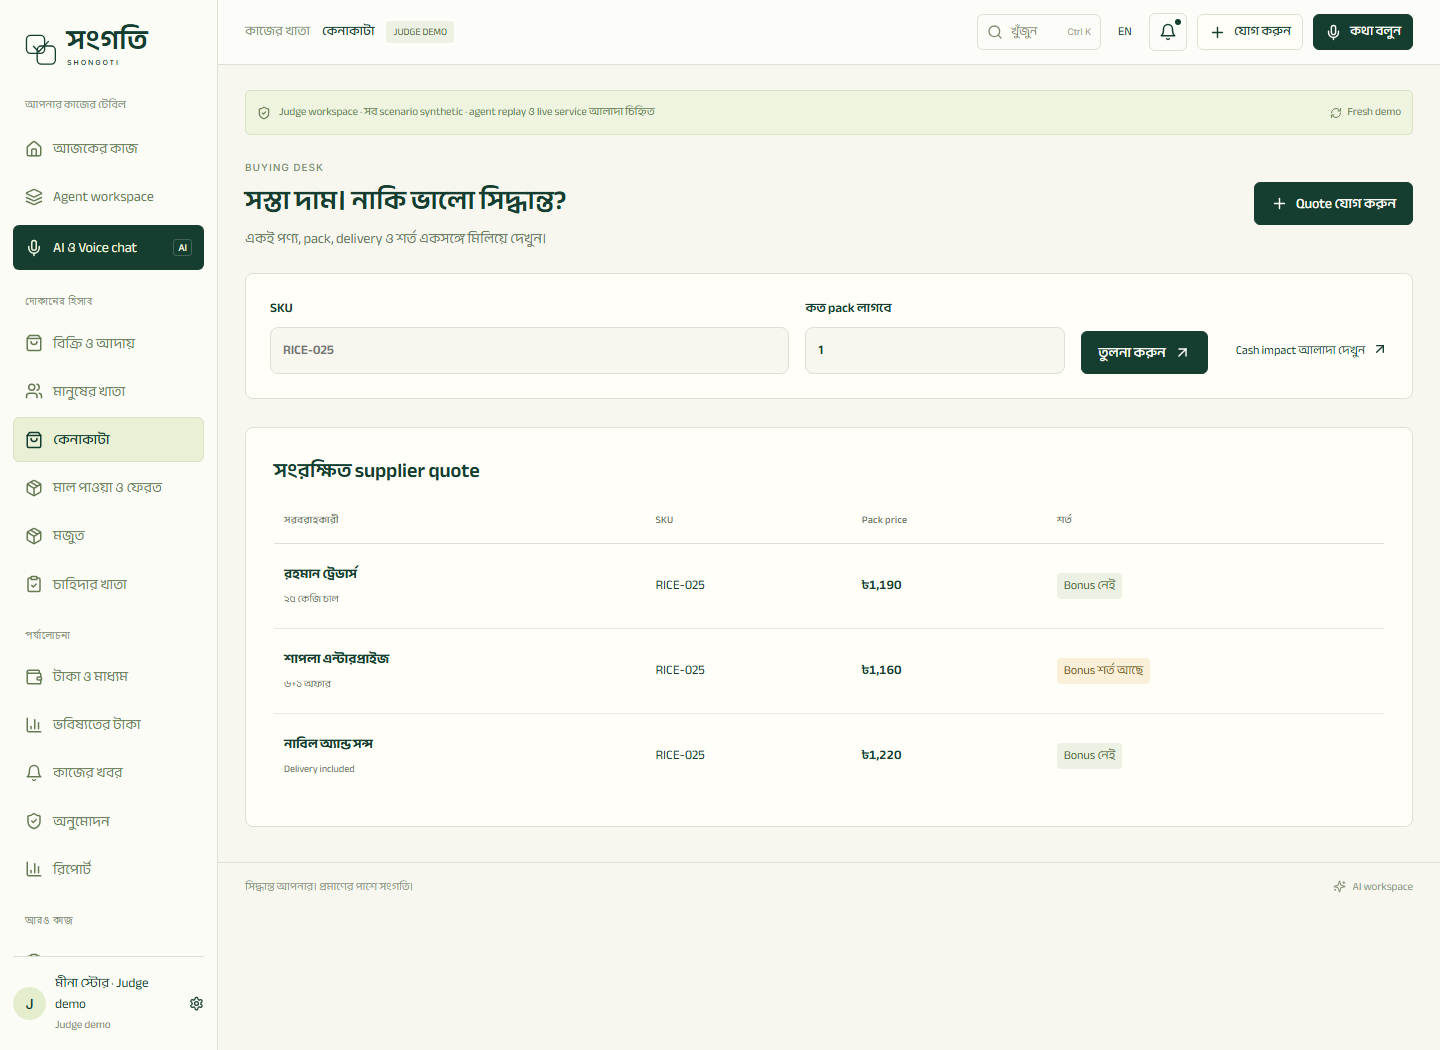 সংগতি
SHONGOTI
আপনার কাজের টেবিল
আজকের কাজ
Agent workspace
AI ও Voice chat AI
দোকানের হিসাব
বিক্রি ও আদায়
মানুষের খাতা
কেনাকাটা
মাল পাওয়া ও ফেরত
মজুত
চাহিদার খাতা
পর্যালোচনা
টাকা ও মাধ্যম
ভবিষ্যতের টাকা
কাজের খবর
অনুমোদন
রিপোর্ট
আরও কাজ
J
মীনা স্টোর · Judge
demo
Judge demo
কাজের খাতা কেনাকাটা JUDGE DEMO
খুঁজুন Ctrl K EN যোগ করুন কথা বলুন
Judge workspace · সব scenario synthetic · agent replay ও live service আলাদা চিহ্নিত Fresh demo
BUYING DESK
সস্তা দাম। নাকি ভালো সিদ্ধান্ত?
Quote যোগ করুন
একই পণ্য, pack, delivery ও শর্ত একসঙ্গে মিলিয়ে দেখুন।
SKU কত pack লাগবে
RICE-025 1 তুলনা করুন Cash impact আলাদা দেখুন
সংরক্ষিত supplier quote
সরবরাহকারী SKU Pack price শর্ত
রহমান ট্রেডার্স
২৫ কেজি চাল
RICE-025 ৳1,190 Bonus নেই
শাপলা এন্টারপ্রাইজ
৬+১ অফার
RICE-025 ৳1,160 Bonus শর্ত আছে
নাবিল অ্যান্ড সন্স
Delivery included
RICE-025 ৳1,220 Bonus নেই
সিদ্ধান্ত আপনার। প্রমাণের পাশে সংগতি। AI workspace